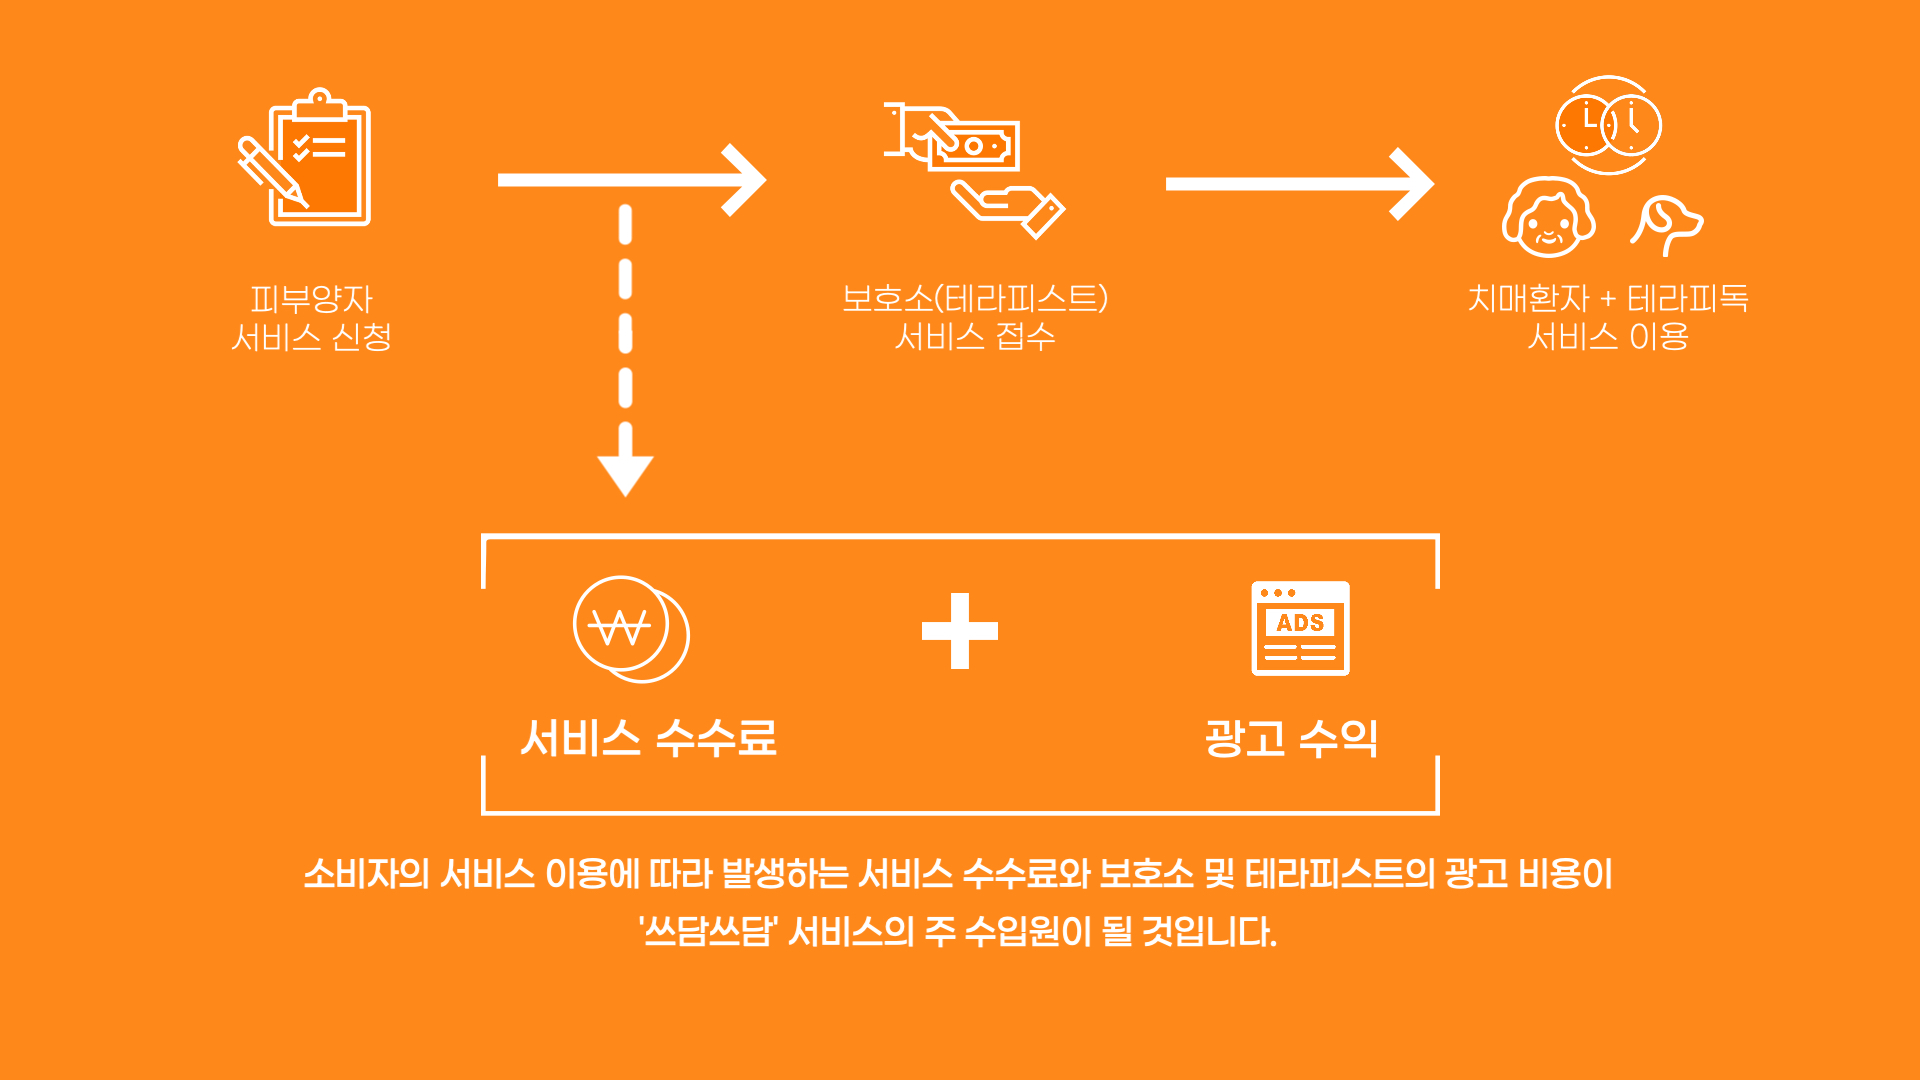 피부양자
서비스 신청
보호소(테라피스트)
서비스 접수
치매환자 + 테라피독
서비스 이용
ADS
서비스 수수료
광고 수익
소비자의 서비스 이용에 따라 발생하는 서비스 수수료와 보호소 및 테라피스트의 광고 비용이
'쓰담쓰담' 서비스의 주 수입원이 될 것입니다.